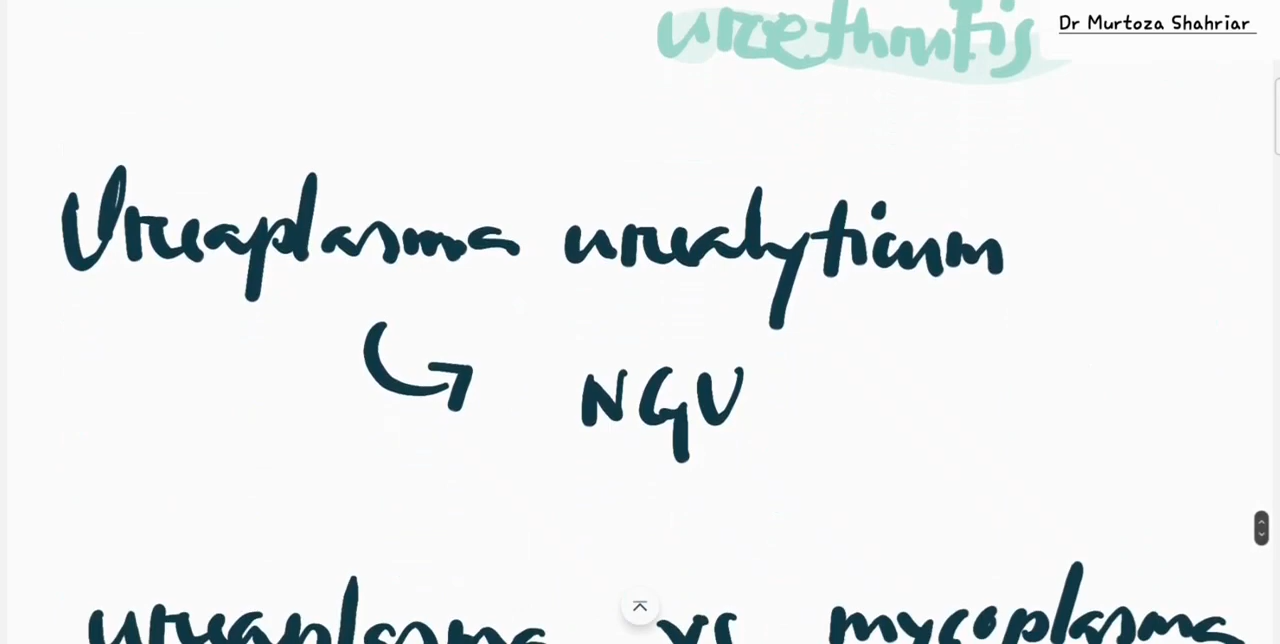 urethritis
Dr Murtoza Shahriar
Ureaplasma urealyticum
NGU
ureaplasma vs mycoplasma